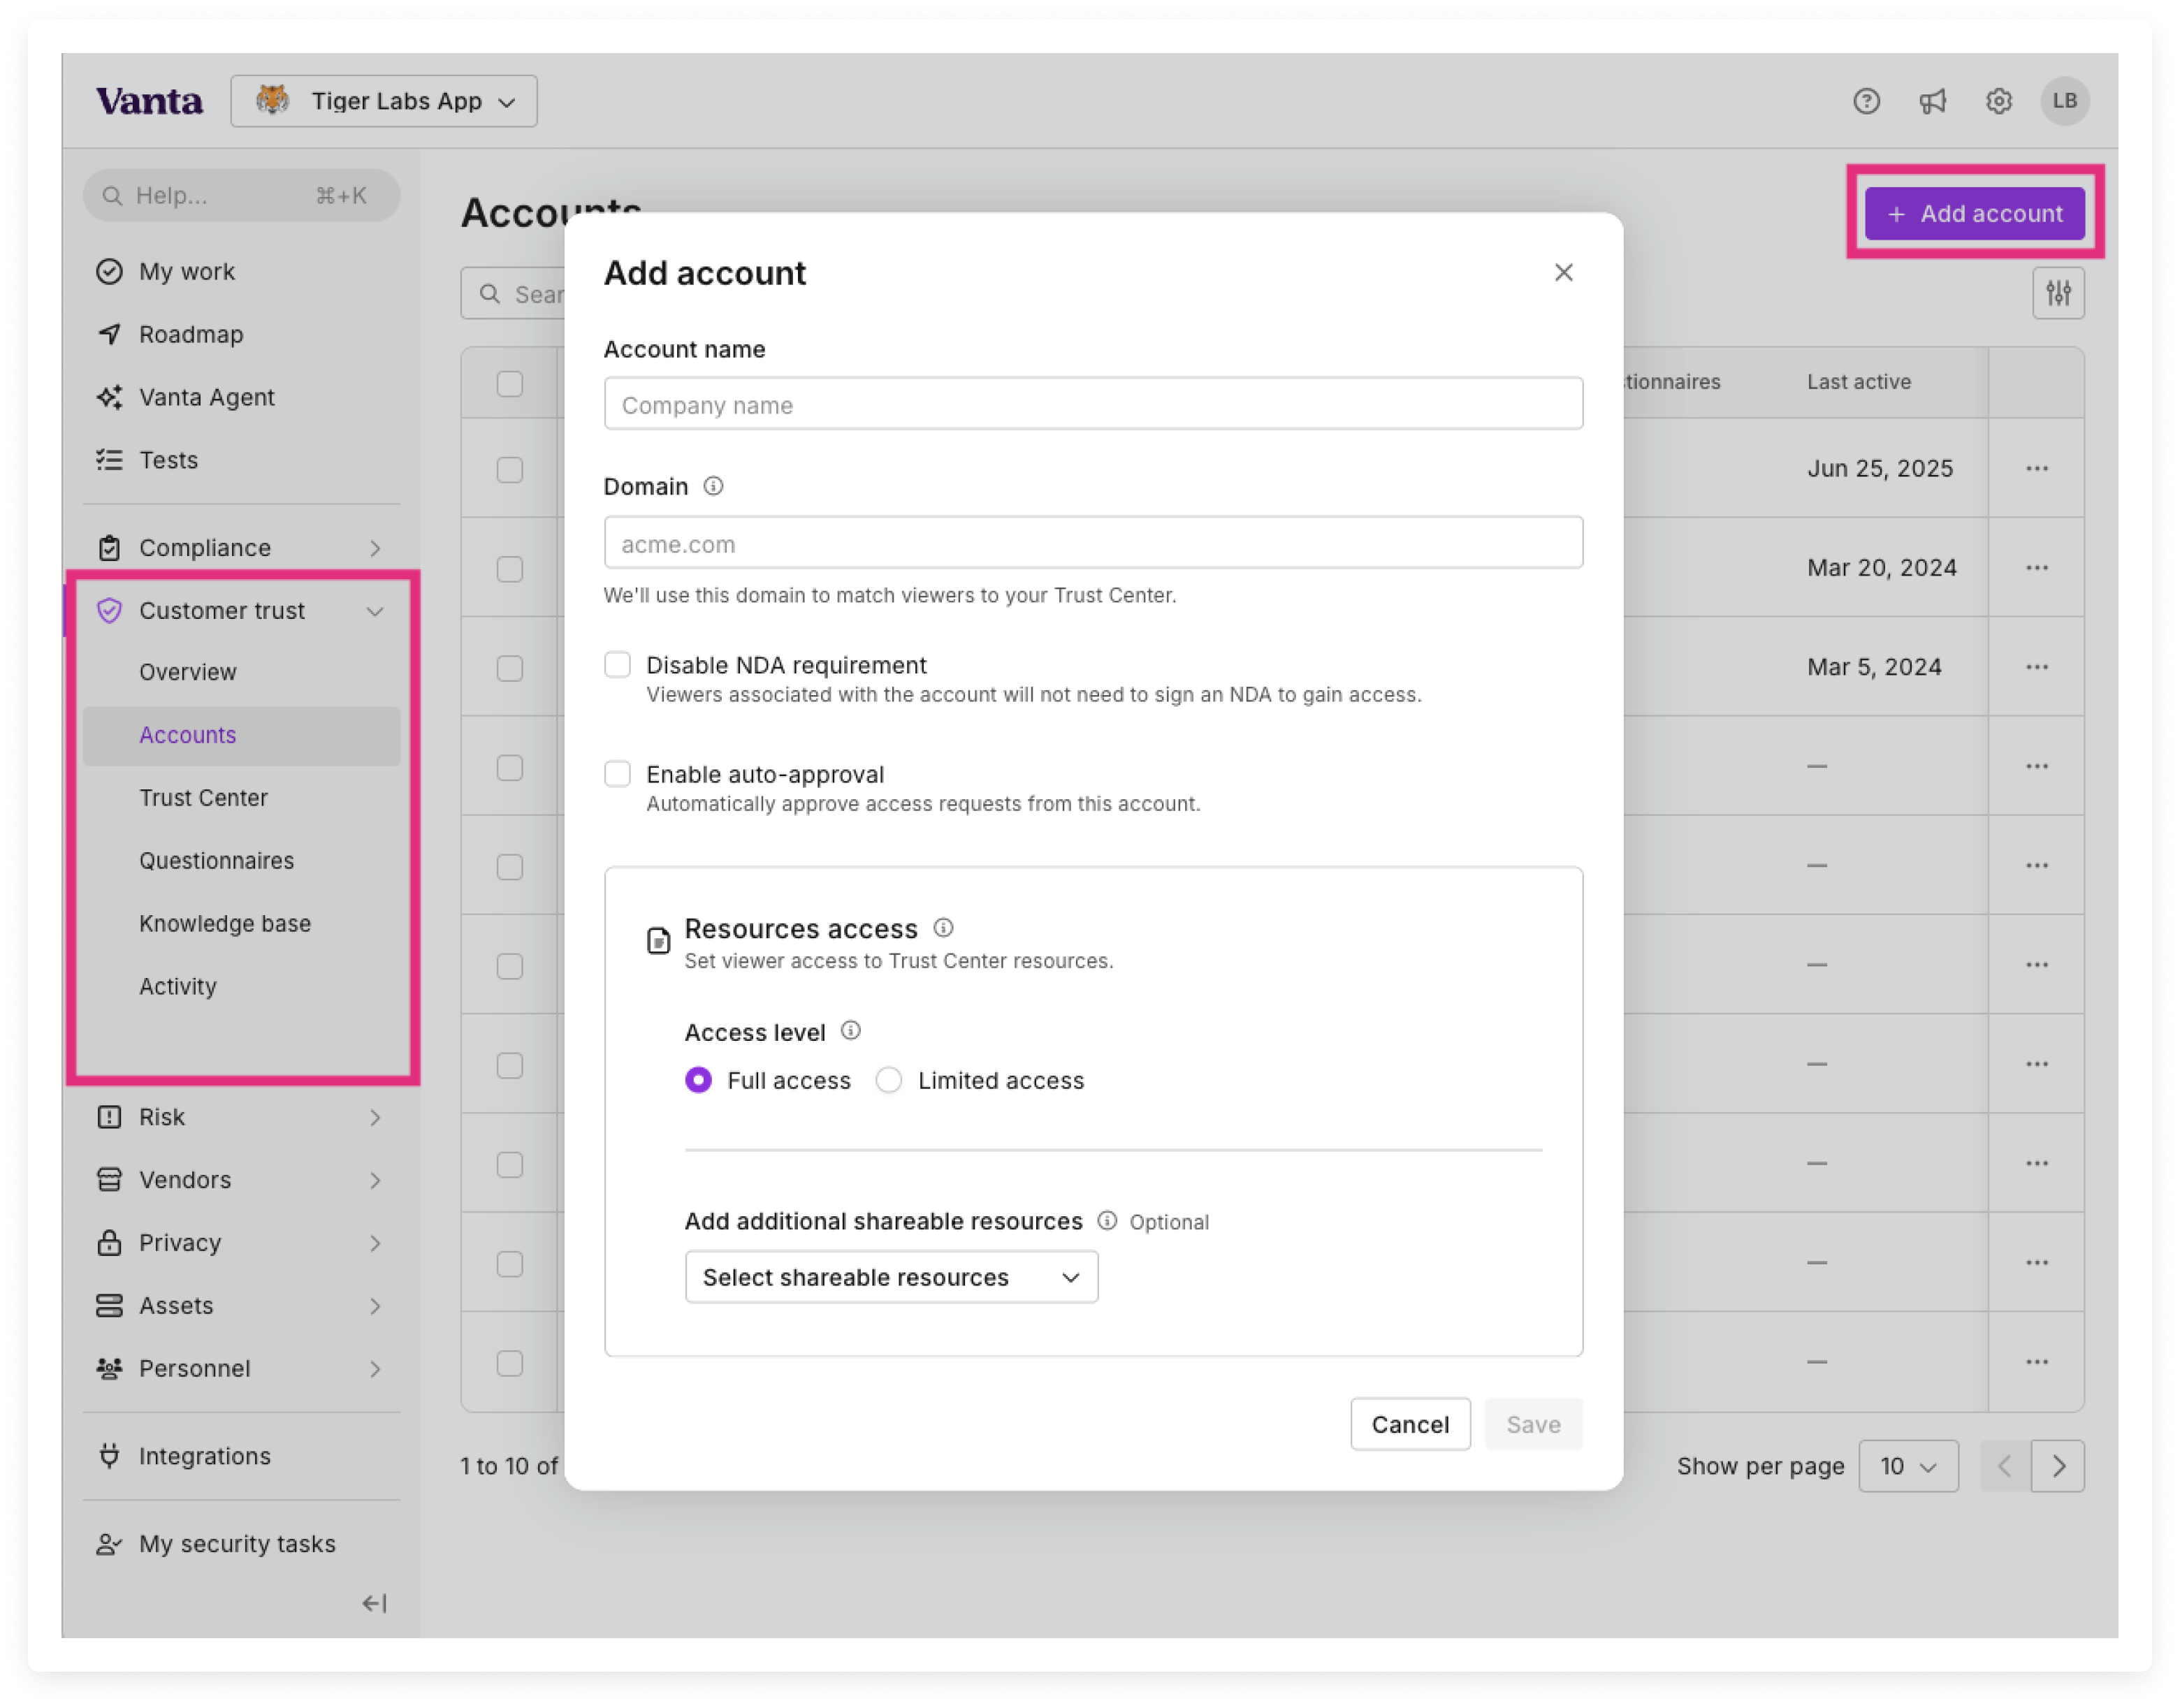 Vanta
Tiger Labs App
LB
Help... ⌘+K
My work
Roadmap
Vanta Agent
Tests
Compliance
Customer trust
Overview
Accounts
Trust Center
Questionnaires
Knowledge base
Activity
Risk
Vendors
Privacy
Assets
Personnel
Integrations
My security tasks
Accounts
+ Add account
Sear
tionnaires
Last active
Jun 25, 2025
Mar 20, 2024
Mar 5, 2024
—
—
—
—
—
—
—
1 to 10 of
Show per page 10
Add account
Account name
Company name
Domain
acme.com
We'll use this domain to match viewers to your Trust Center.
Disable NDA requirement
Viewers associated with the account will not need to sign an NDA to gain access.
Enable auto-approval
Automatically approve access requests from this account.
Resources access
Set viewer access to Trust Center resources.
Access level
Full access Limited access
Add additional shareable resources Optional
Select shareable resources
Cancel Save